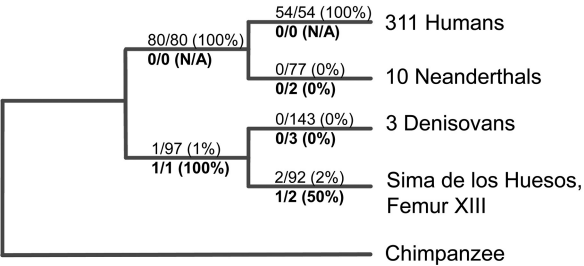 54/54 (100%)
0/0 (N/A)
311 Humans
80/80 (100%)
0/0 (N/A)
0/77 (0%)
0/2 (0%)
10 Neanderthals
0/143 (0%)
0/3 (0%)
3 Denisovans
1/97 (1%)
1/1 (100%)
2/92 (2%)
1/2 (50%)
Sima de los Huesos,
Femur XIII
Chimpanzee